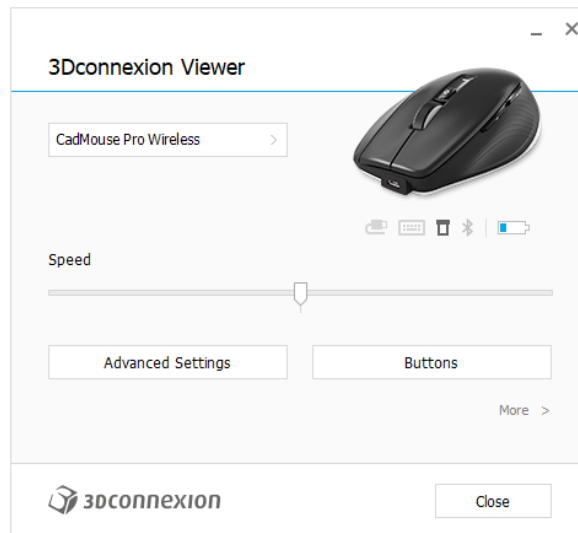 3Dconnexion Viewer
CadMouse Pro Wireless
Speed
Advanced Settings
Buttons
More >
3Dconnexion
Close